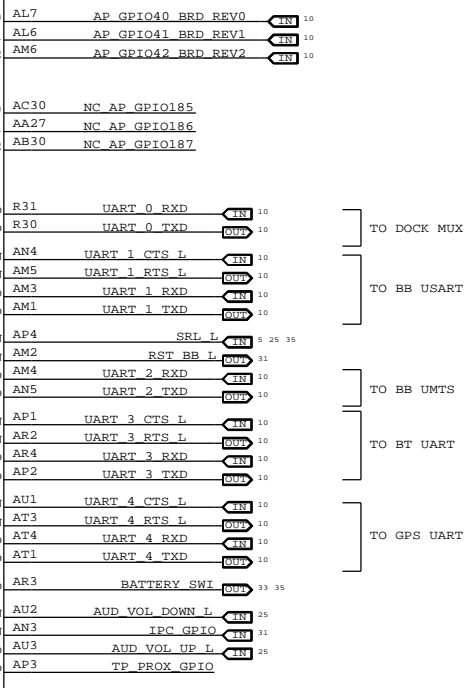 AL7 AP_GPIO40_BRD_REV0 IN 10
AL6 AP_GPIO41_BRD_REV1 IN 10
AM6 AP_GPIO42_BRD_REV2 IN 10
AC30 NC_AP_GPIO185
AA27 NC_AP_GPIO186
AB30 NC_AP_GPIO187
R31 UART_0_RXD IN 10
R30 UART_0_TXD OUT 10
TO DOCK MUX
AN4 UART_1_CTS_L IN 10
AM5 UART_1_RTS_L OUT 10
AM3 UART_1_RXD IN 10
AM1 UART_1_TXD OUT 10
TO BB USART
AP4 SRL_L IN 5 25 35
AM2 RST_BB_L OUT 31
AM4 UART_2_RXD IN 10
AN5 UART_2_TXD OUT 10
TO BB UMTS
AP1 UART_3_CTS_L IN 10
AR2 UART_3_RTS_L OUT 10
AR4 UART_3_RXD IN 10
AP2 UART_3_TXD OUT 10
TO BT UART
AU1 UART_4_CTS_L IN 10
AT3 UART_4_RTS_L OUT 10
AT4 UART_4_RXD IN 10
AT1 UART_4_TXD OUT 10
TO GPS UART
AR3 BATTERY_SWI OUT 33 35
AU2 AUD_VOL_DOWN_L IN 25
AN3 IPC_GPIO IN 31
AU3 AUD_VOL_UP_L IN 25
AP3 TP_PROX_GPIO